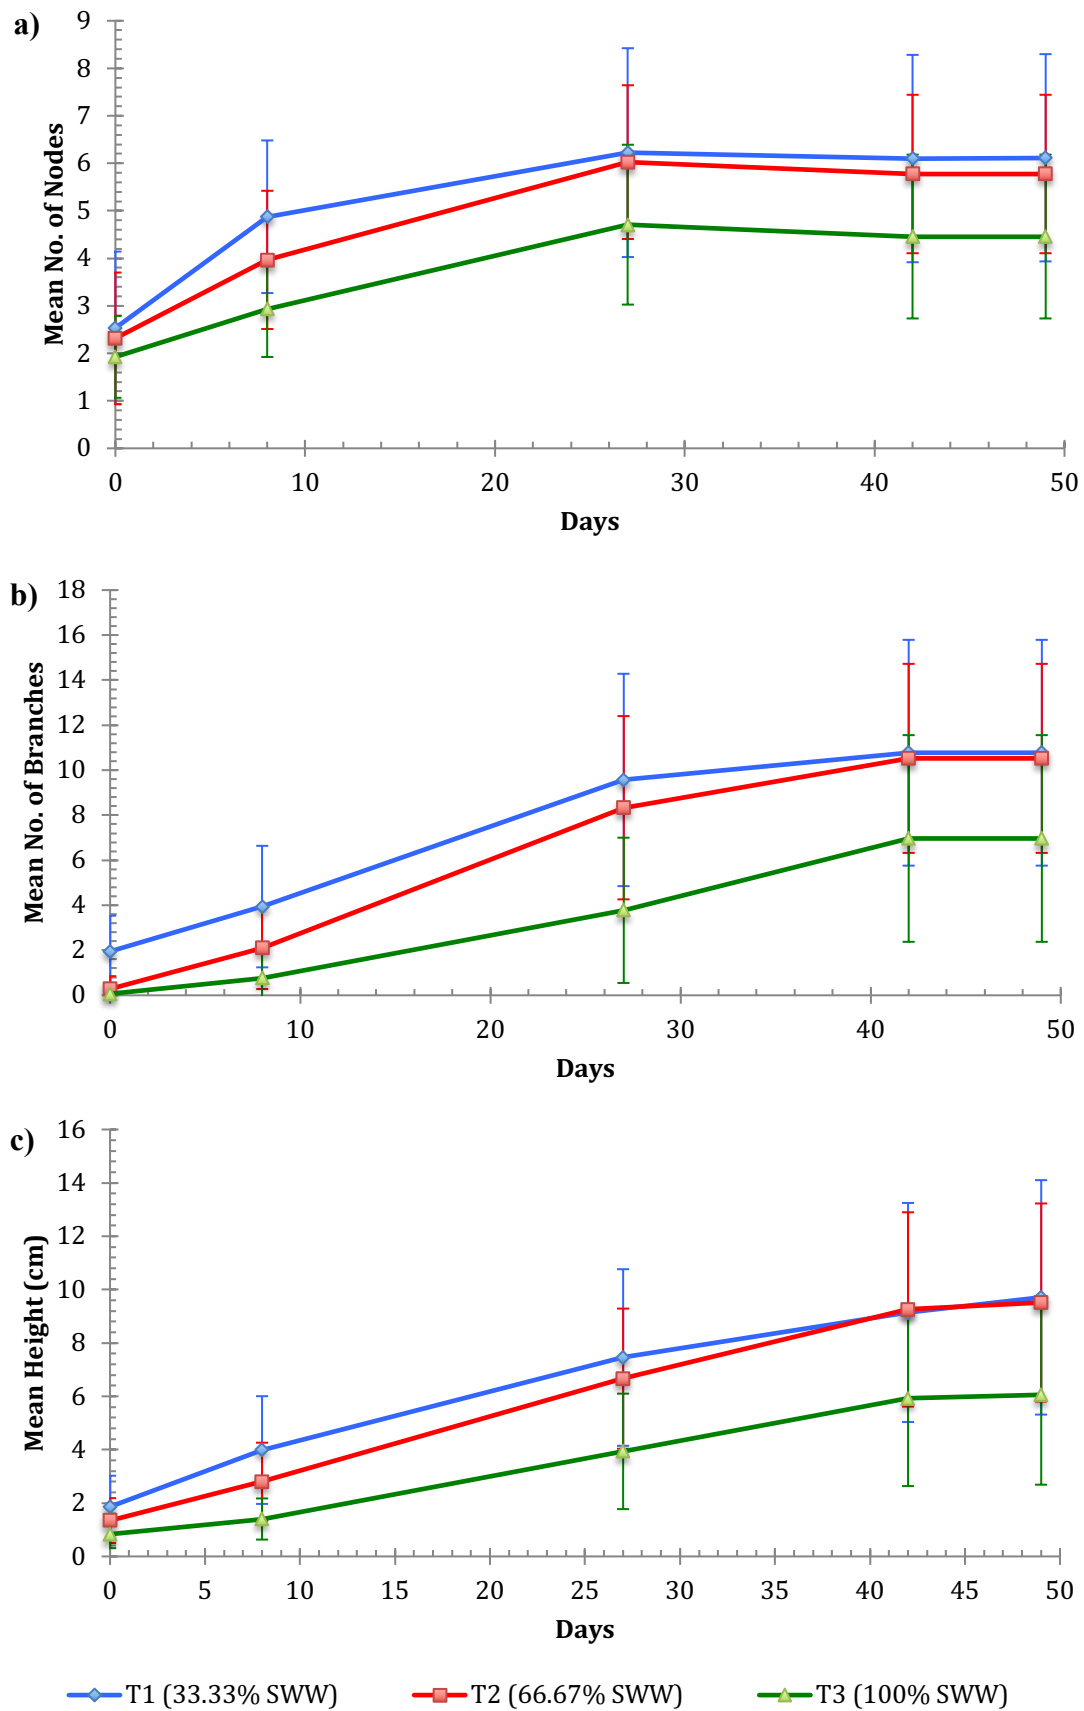 a)
Mean No. of Nodes
9
8
7
6
5
4
3
2
1
0
0 10 20 30 40 50
Days
b)
Mean No. of Branches
18
16
14
12
10
8
6
4
2
0
0 10 20 30 40 50
Days
c)
Mean Height (cm)
16
14
12
10
8
6
4
2
0
0 5 10 15 20 25 30 35 40 45 50
Days
T1 (33.33% SWW) T2 (66.67% SWW) T3 (100% SWW)